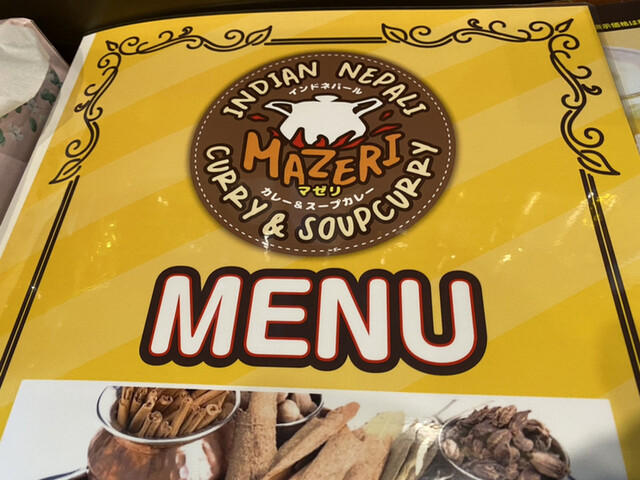 INDIAN NEPALI
インドネパール
MAZERI
マゼリ
カレー&スープカレー
CURRY & SOUPCURRY
MENU